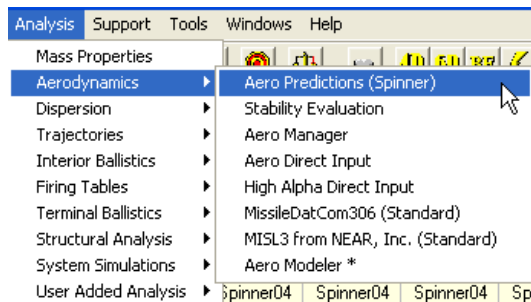 Analysis Support Tools Windows Help
Mass Properties
Aerodynamics
Dispersion
Trajectories
Interior Ballistics
Firing Tables
Terminal Ballistics
Structural Analysis
System Simulations
User Added Analysis
Aero Predictions (Spinner)
Stability Evaluation
Aero Manager
Aero Direct Input
High Alpha Direct Input
MissileDatCom306 (Standard)
MISL3 from NEAR, Inc. (Standard)
Aero Modeler *
Spinner04 Spinner04 Spinner04 Sp